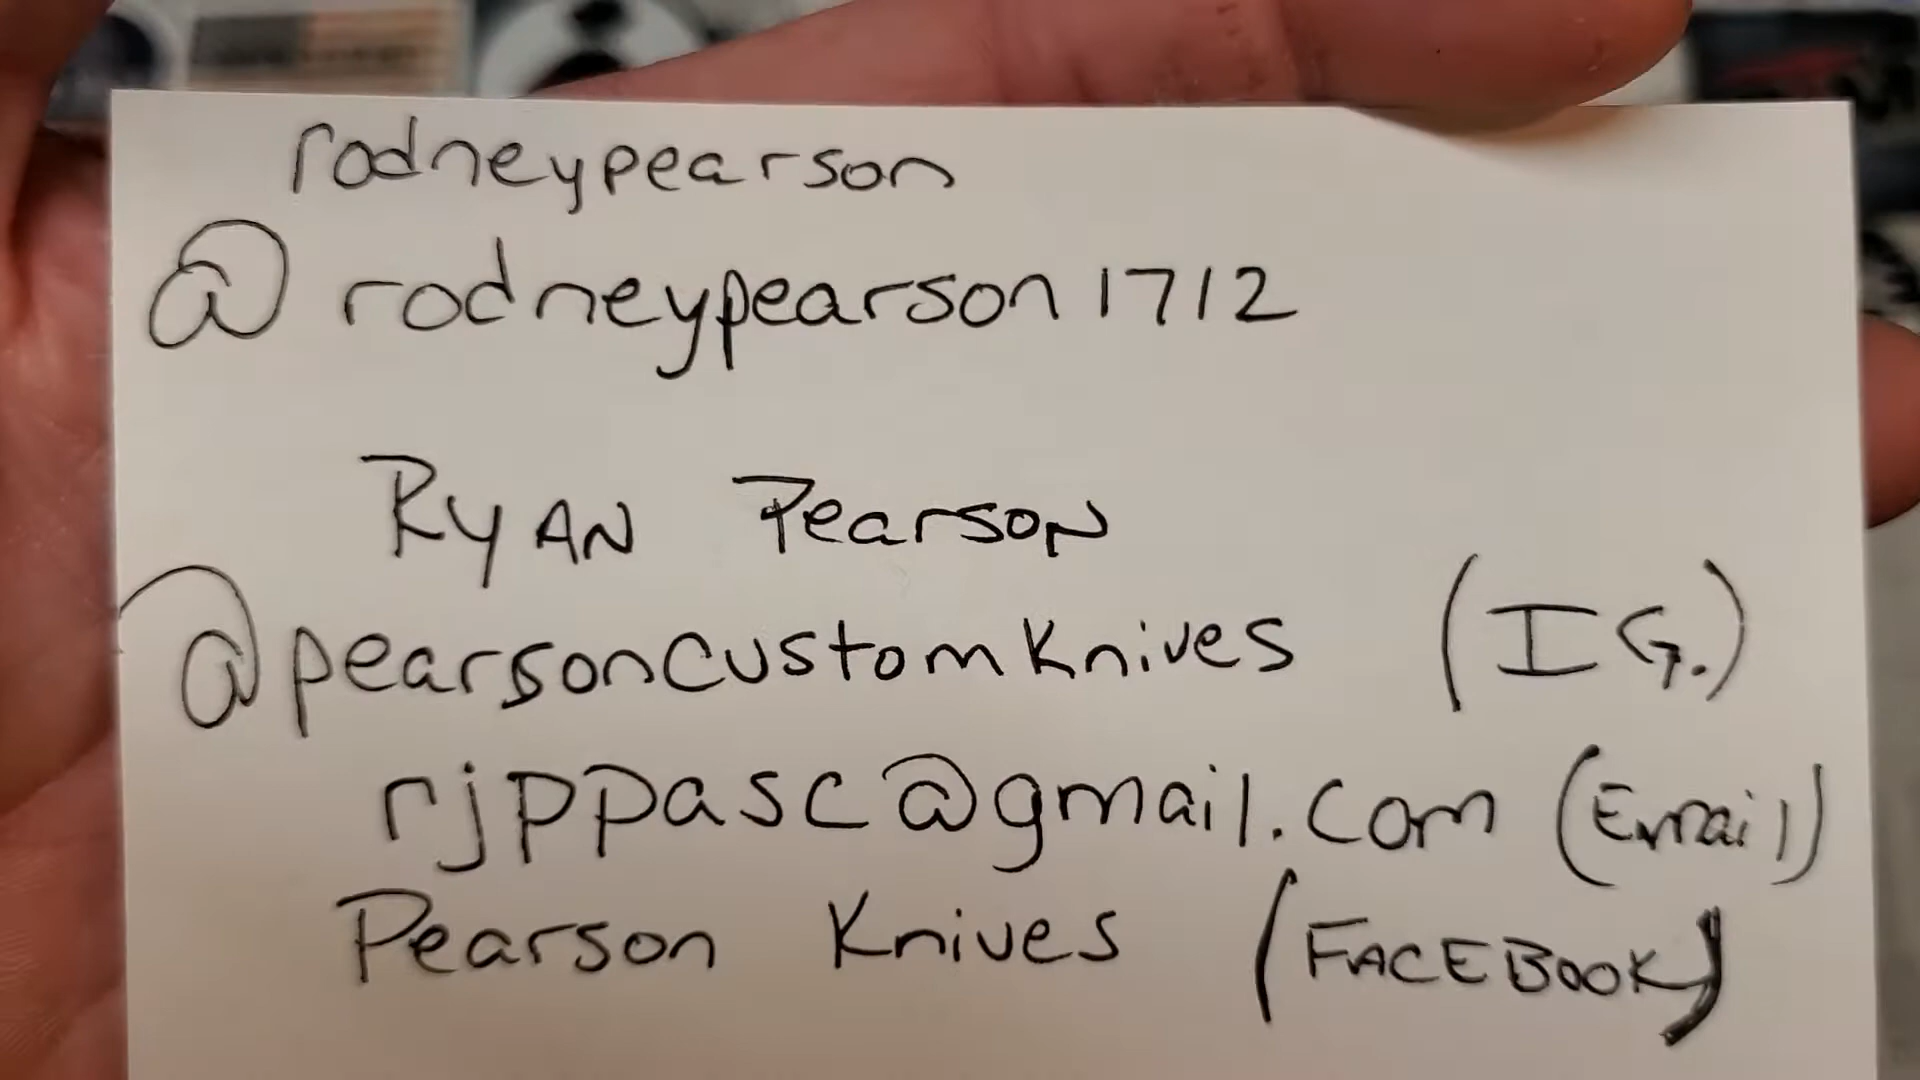 rodneypearson
@rodneypearson1712
RYAN Pearson
@pearsoncustomknives (IG.)
rjppasc@gmail.com (Email)
Pearson Knives (FACEBOOK)